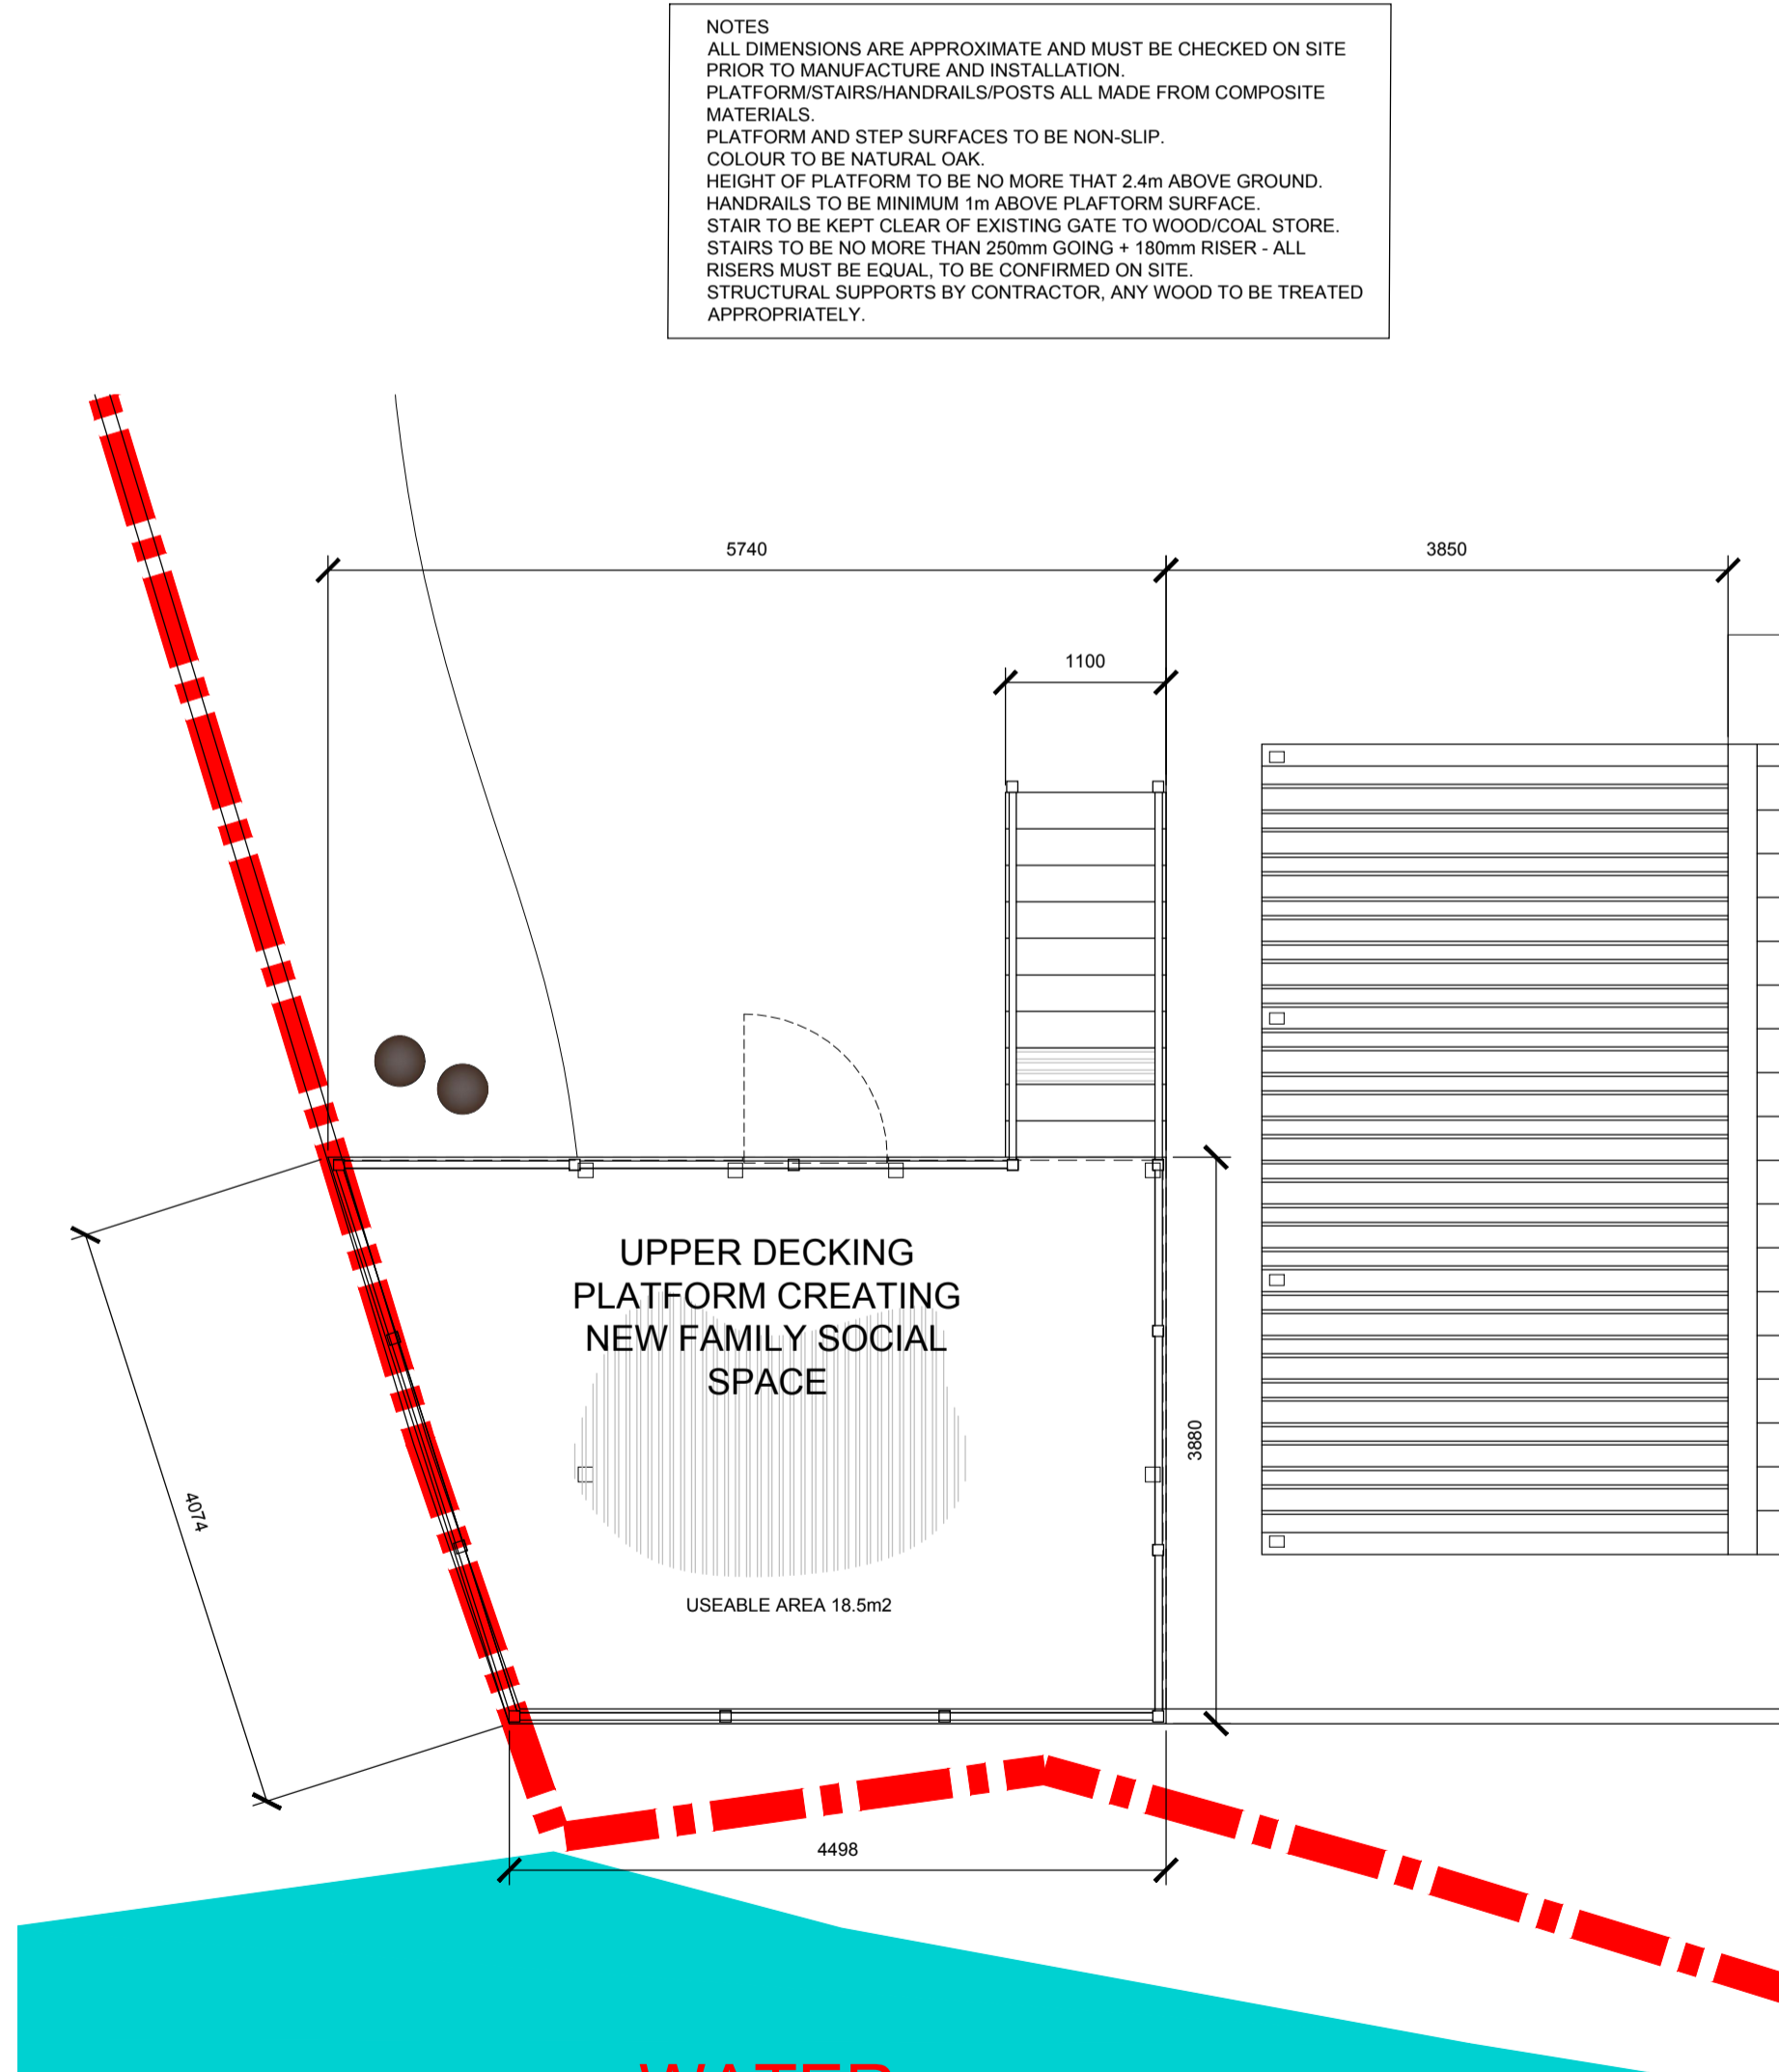 NOTES
ALL DIMENSIONS ARE APPROXIMATE AND MUST BE CHECKED ON SITE
PRIOR TO MANUFACTURE AND INSTALLATION.
PLATFORM/STAIRS/HANDRAILS/POSTS ALL MADE FROM COMPOSITE
MATERIALS.
PLATFORM AND STEP SURFACES TO BE NON-SLIP.
COLOUR TO BE NATURAL OAK.
HEIGHT OF PLATFORM TO BE NO MORE THAT 2.4m ABOVE GROUND.
HANDRAILS TO BE MINIMUM 1m ABOVE PLAFTORM SURFACE.
STAIR TO BE KEPT CLEAR OF EXISTING GATE TO WOOD/COAL STORE.
STAIRS TO BE NO MORE THAN 250mm GOING + 180mm RISER - ALL
RISERS MUST BE EQUAL, TO BE CONFIRMED ON SITE.
STRUCTURAL SUPPORTS BY CONTRACTOR, ANY WOOD TO BE TREATED
APPROPRIATELY.
5740
3850
1100
UPPER DECKING
PLATFORM CREATING
NEW FAMILY SOCIAL
SPACE
3880
4074
USEABLE AREA 18.5m2
4498
WATER